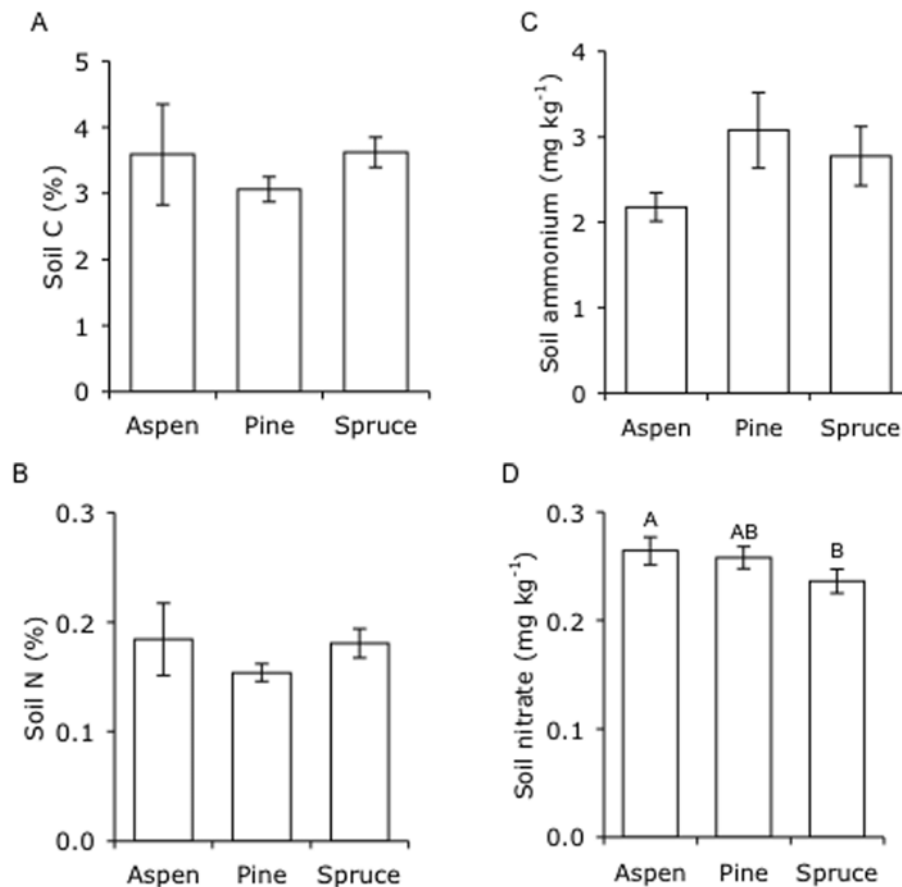 A
Soil C (%)
5
4
3
2
1
0
Aspen Pine Spruce
B
Soil N (%)
0.3
0.2
0.1
0.0
Aspen Pine Spruce
C
Soil ammonium (mg kg⁻¹)
4
3
2
1
0
Aspen Pine Spruce
D
Soil nitrate (mg kg⁻¹)
0.3
0.2
0.1
0.0
A AB B
Aspen Pine Spruce